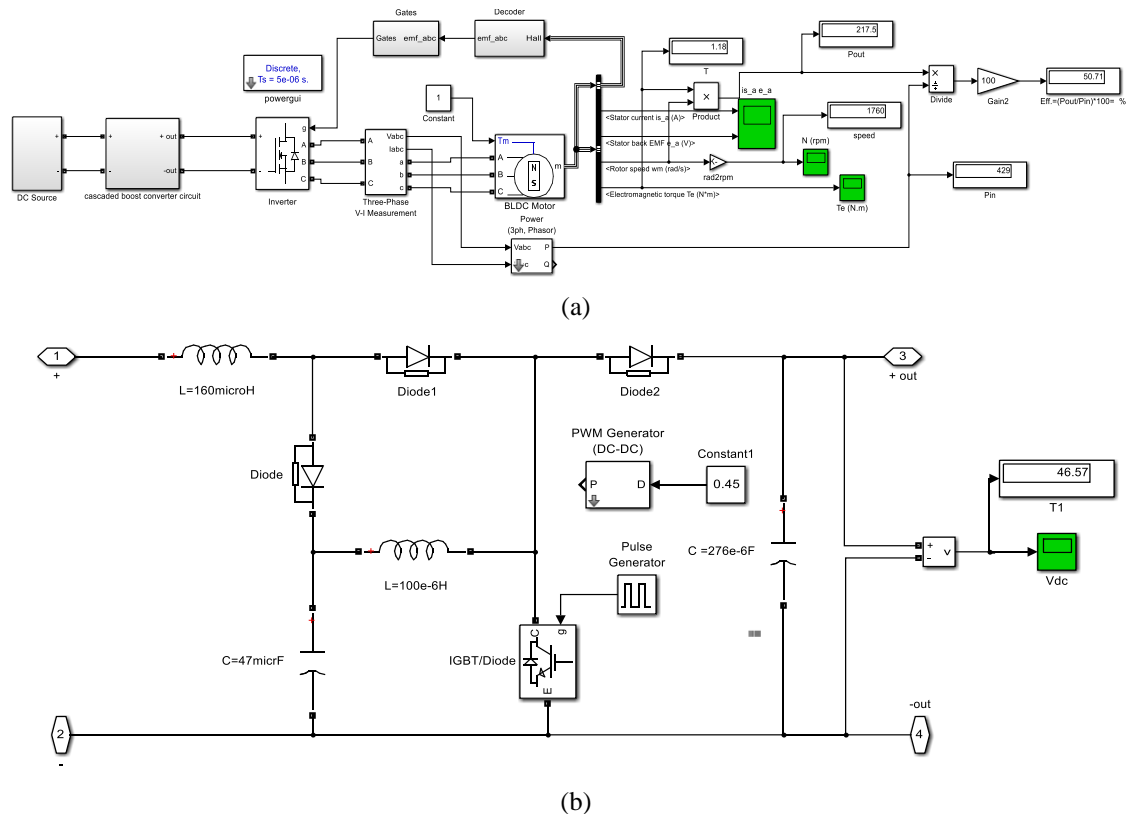 Gates
Decoder
Gates emf_abc
emf_abc Hall
Discrete,
Ts = 5e-06 s.
powergui
1
Constant
1.18
T
217.5
Pout
×
Product
is_a e_a
×
÷
Divide
100
Gain2
50.71
Eff.=(Pout/Pin)*100= %
+ +
- -
DC Source
+ + out
- -out
cascaded boost converter circuit
g
+ A
B
- C
Inverter
Vabc
Iabc
A
a
B
b
C
c
Three-Phase
V-I Measurement
Tm
A
B
C
m
N
S
BLDC Motor
<Stator current is_a (A)>
<Stator back EMF e_a (V)>
<Rotor speed wm (rad/s)>
<Electromagnetic torque Te (N*m)>
rad2rpm
1760
speed
N (rpm)
Te (N.m)
429
Pin
Power
(3ph, Phasor)
Vabc P
Q
(a)
1
+
L=160microH
Diode1
Diode2
3
+ out
Diode
PWM Generator
(DC-DC)
P D
Constant1
0.45
46.57
T1
L=100e-6H
Pulse
Generator
C =276e-6F
+
-
v
Vdc
C=47micrF
IGBT/Diode
C
g
E
-out
2
-
4
(b)